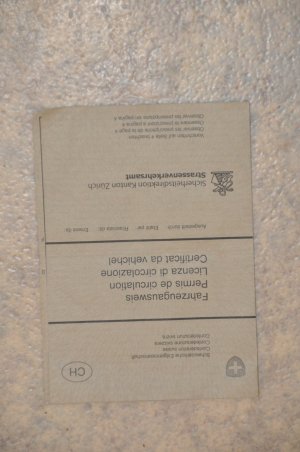 Schweizerische Eidgenossenschaft
Confédération suisse
Confederazione svizzera
Confederaziun svizra
CH
Fahrzeugausweis
Permis de circulation
Licenza di circolazione
Certificat da vehichel
Ausgestellt durch Etabli par Rilasciata da: Emess da
Sicherheitsdirektion Kanton Zürich
Strassenverkehrsamt
Vorschriften auf Seite 4 beachten
Observer les prescriptions de la page 4
Osservare le prescrizioni a pagina 4